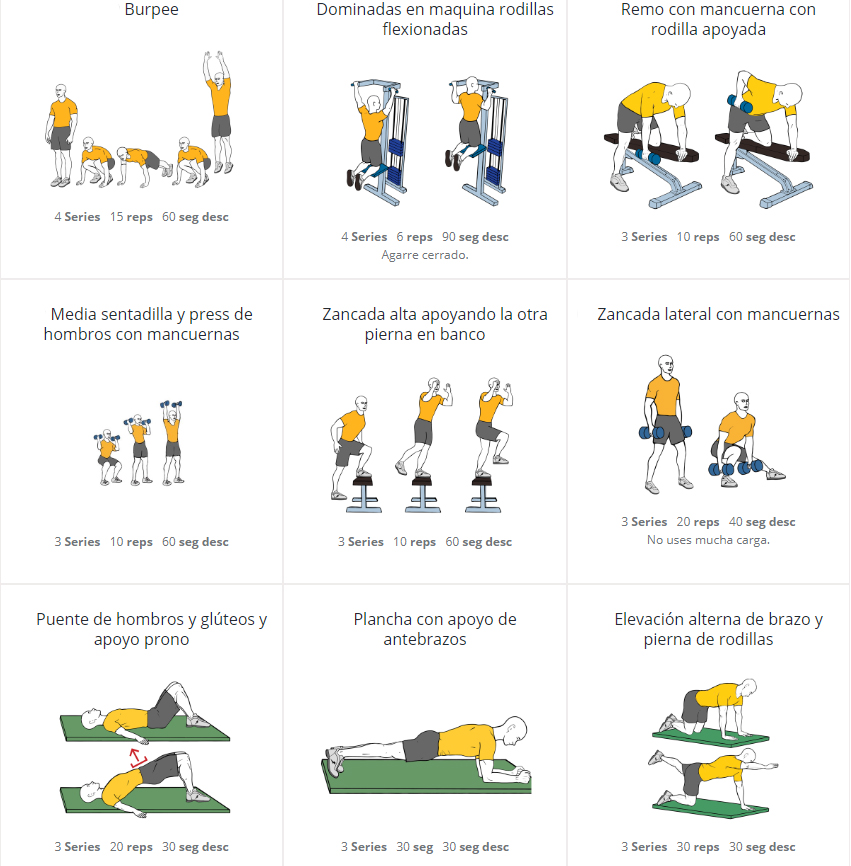 Burpee
4 Series 15 reps 60 seg desc
Dominadas en maquina rodillas
flexionadas
4 Series 6 reps 90 seg desc
Agarre cerrado.
Remo con mancuerna con
rodilla apoyada
3 Series 10 reps 60 seg desc
Media sentadilla y press de
hombros con mancuernas
3 Series 10 reps 60 seg desc
Zancada alta apoyando la otra
pierna en banco
3 Series 10 reps 60 seg desc
Zancada lateral con mancuernas
3 Series 20 reps 40 seg desc
No uses mucha carga.
Puente de hombros y glúteos y
apoyo prono
3 Series 20 reps 30 seg desc
Plancha con apoyo de
antebrazos
3 Series 30 seg 30 seg desc
Elevación alterna de brazo y
pierna de rodillas
3 Series 30 reps 30 seg desc